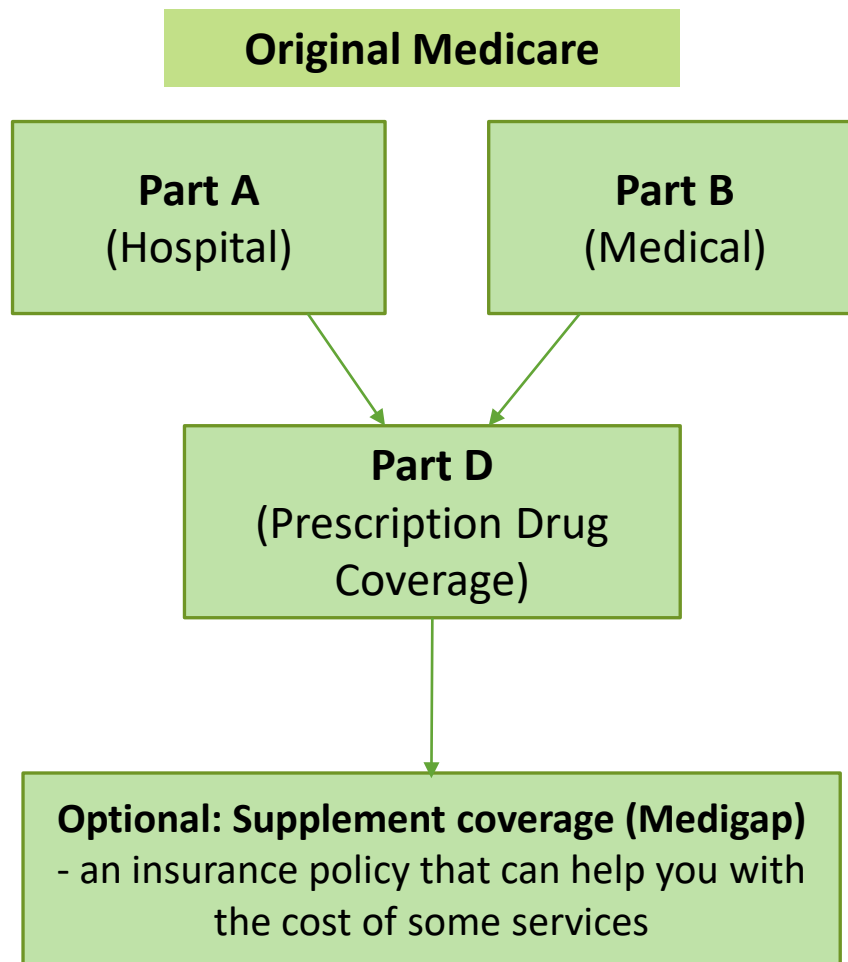 Original Medicare
Part A
(Hospital)
Part B
(Medical)
Part D
(Prescription Drug
Coverage)
Optional: Supplement coverage (Medigap)
- an insurance policy that can help you with
the cost of some services